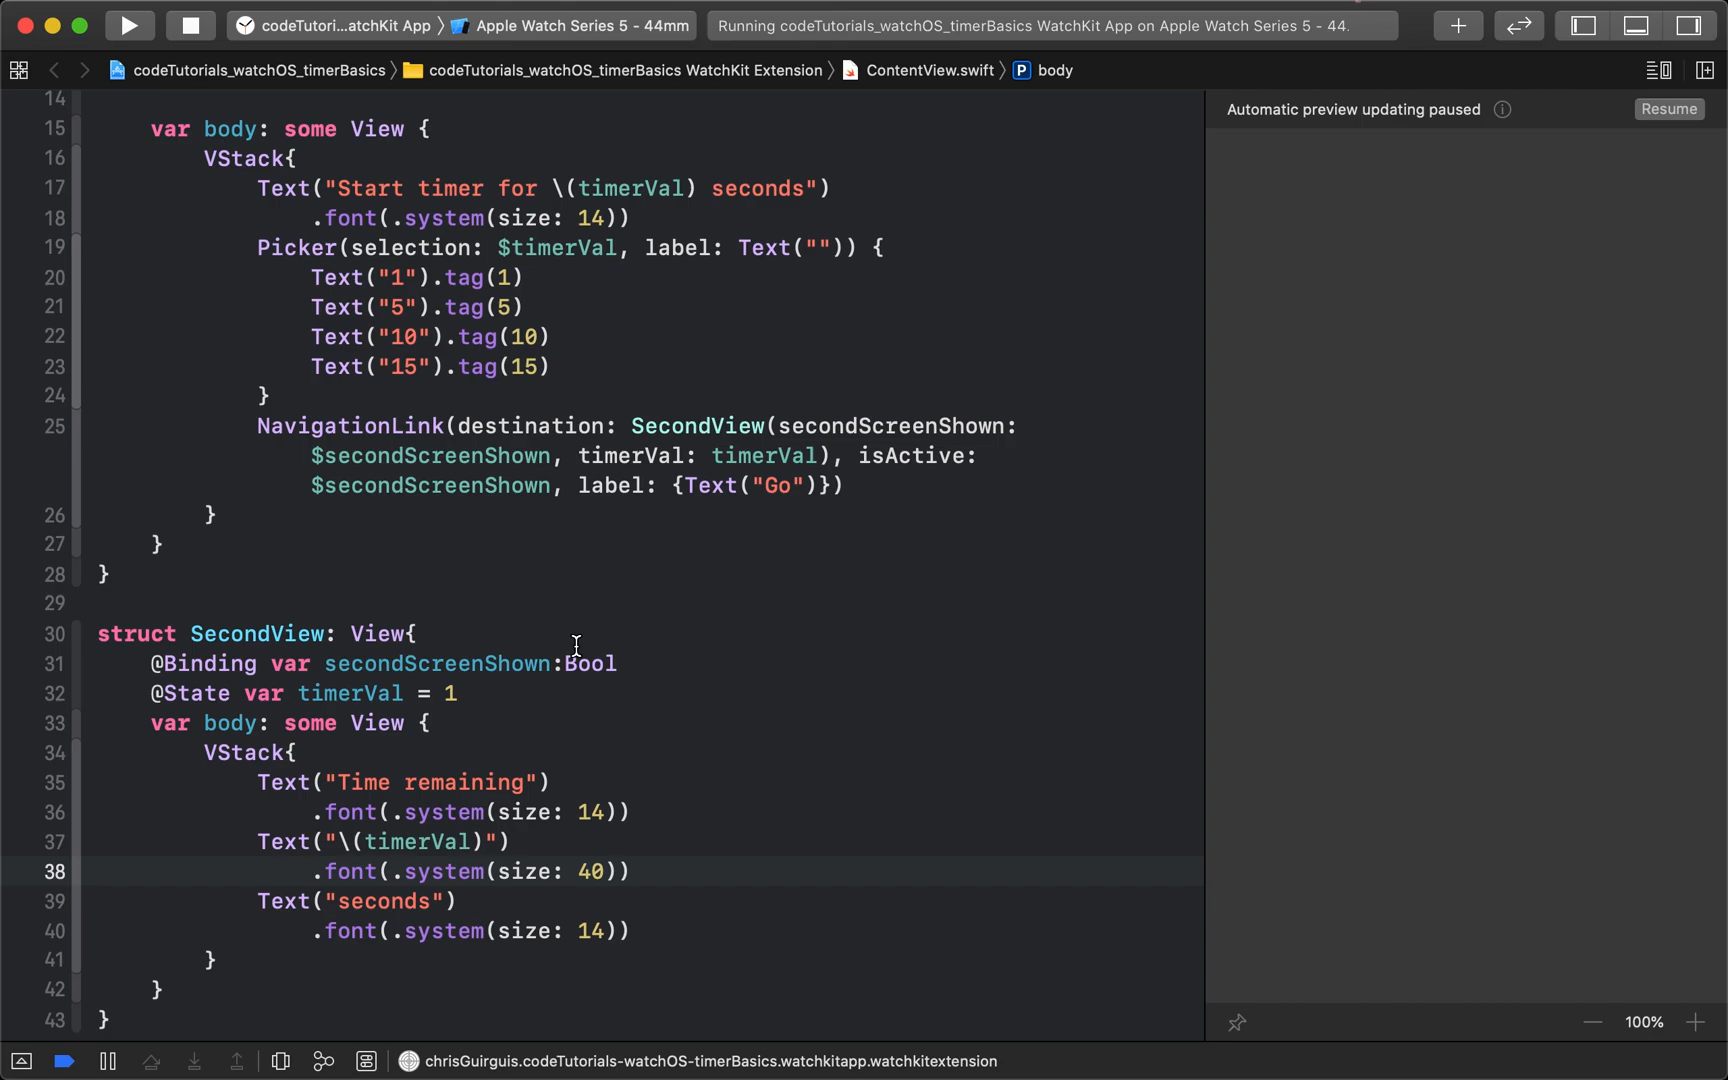 codeTutori...atchKit App 〉 Apple Watch Series 5 - 44mm
Running codeTutorials_watchOS_timerBasics WatchKit App on Apple Watch Series 5 - 44.
codeTutorials_watchOS_timerBasics 〉 codeTutorials_watchOS_timerBasics WatchKit Extension 〉 ContentView.swift 〉 P body
Automatic preview updating paused
Resume
14
15 var body: some View {
16 VStack{
17 Text("Start timer for \(timerVal) seconds")
18 .font(.system(size: 14))
19 Picker(selection: $timerVal, label: Text("")) {
20 Text("1").tag(1)
21 Text("5").tag(5)
22 Text("10").tag(10)
23 Text("15").tag(15)
24 }
25 NavigationLink(destination: SecondView(secondScreenShown:
$secondScreenShown, timerVal: timerVal), isActive:
$secondScreenShown, label: {Text("Go")})
26 }
27 }
28 }
29
30 struct SecondView: View{
31 @Binding var secondScreenShown:Bool
32 @State var timerVal = 1
33 var body: some View {
34 VStack{
35 Text("Time remaining")
36 .font(.system(size: 14))
37 Text("\(timerVal)")
38 .font(.system(size: 40))
39 Text("seconds")
40 .font(.system(size: 14))
41 }
42 }
43 }
100%
chrisGuirguis.codeTutorials-watchOS-timerBasics.watchkitapp.watchkitextension